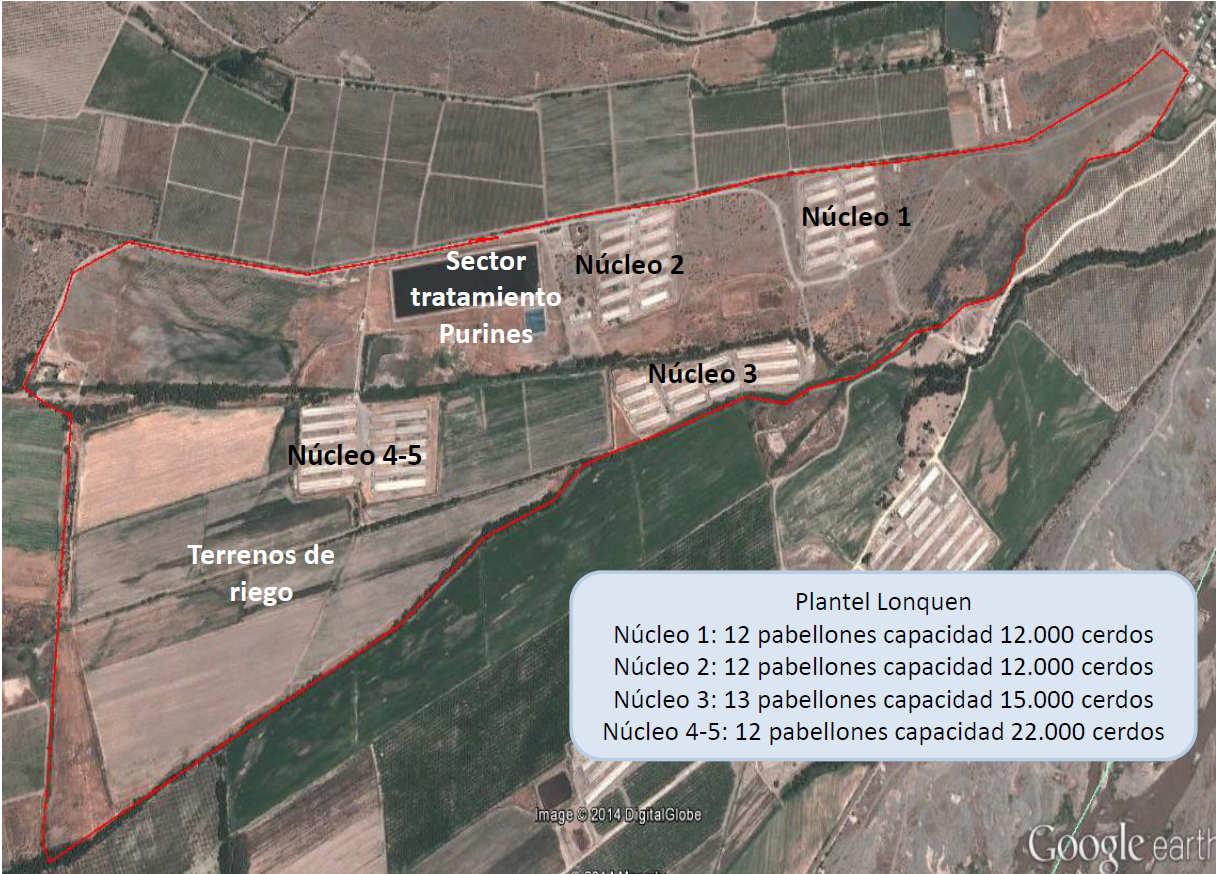 Núcleo 1
Sector
tratamiento
Purines
Núcleo 2
Núcleo 3
Núcleo 4-5
Terrenos de
riego
Plantel Lonquen
Núcleo 1: 12 pabellones capacidad 12.000 cerdos
Núcleo 2: 12 pabellones capacidad 12.000 cerdos
Núcleo 3: 13 pabellones capacidad 15.000 cerdos
Núcleo 4-5: 12 pabellones capacidad 22.000 cerdos
Image © 2014 DigitalGlobe
Google earth